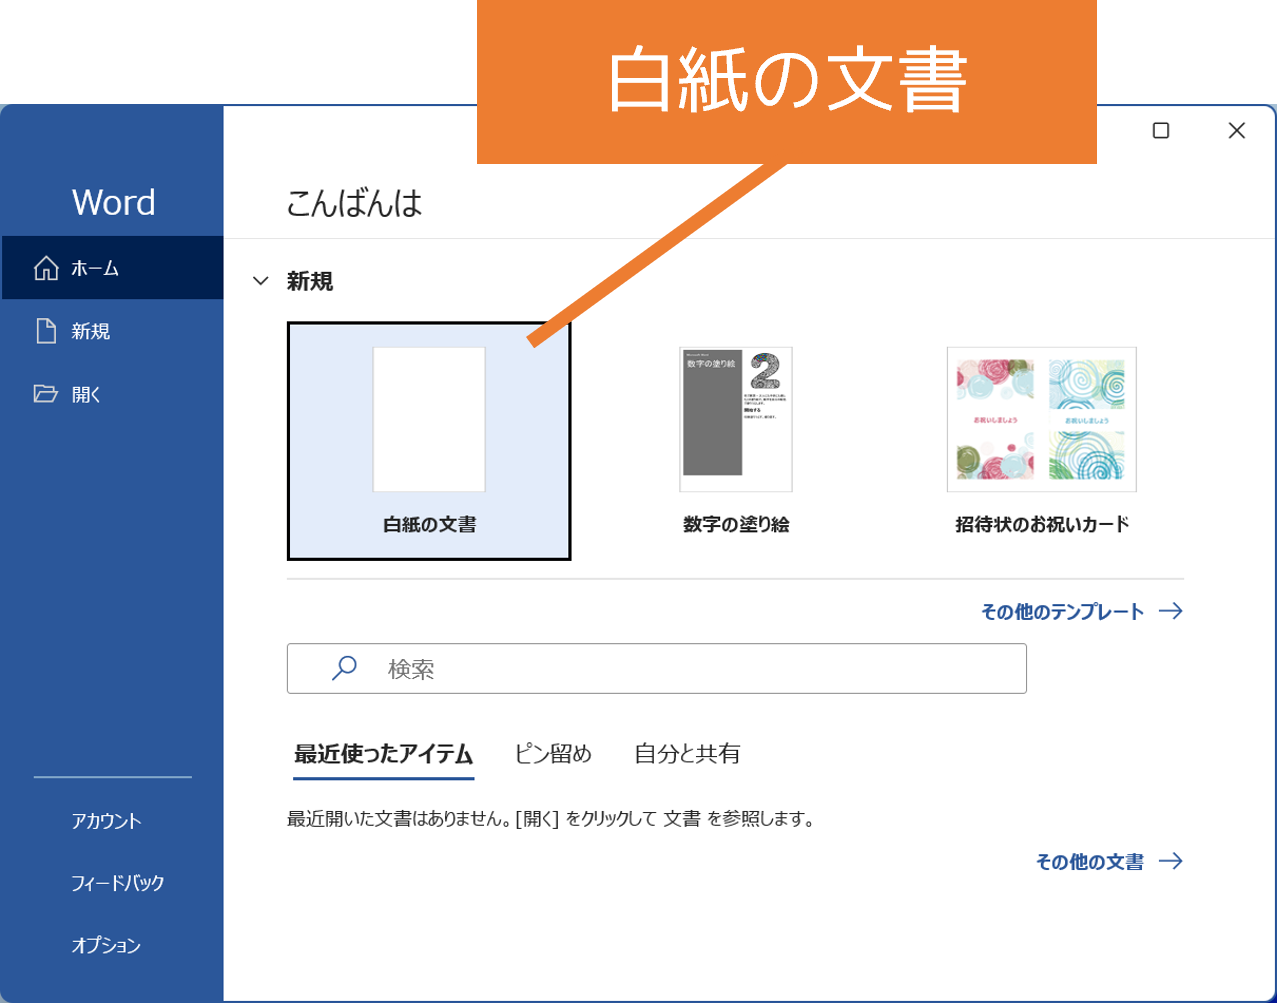 白紙の文書
Word
こんばんは
ホーム
新規
開く
新規
数字の塗り絵
2
開始する
お祝いしましょう
お祝いしましょう
白紙の文書
数字の塗り絵
招待状のお祝いカード
その他のテンプレート
検索
最近使ったアイテム
ピン留め
自分と共有
最近開いた文書はありません。[開く] をクリックして 文書 を参照します。
その他の文書
アカウント
フィードバック
オプション